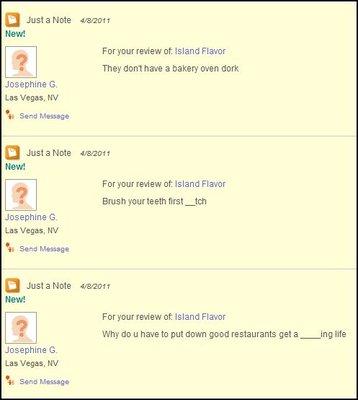 Just a Note 4/8/2011
New!
For your review of: Island Flavor
They don't have a bakery oven dork
Josephine G.
Las Vegas, NV
Send Message
Just a Note 4/8/2011
New!
For your review of: Island Flavor
Brush your teeth first __tch
Josephine G.
Las Vegas, NV
Send Message
Just a Note 4/8/2011
New!
For your review of: Island Flavor
Why do u have to put down good restaurants get a ____ing life
Josephine G.
Las Vegas, NV
Send Message